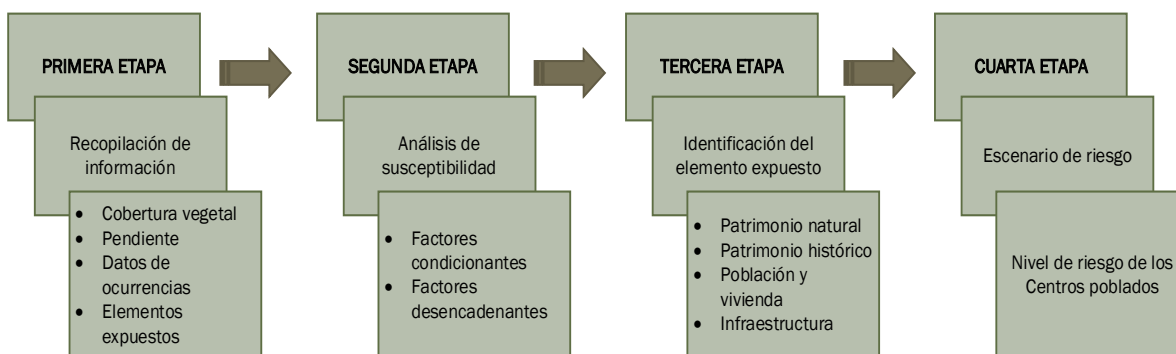 PRIMERA ETAPA
Recopilación de
información
• Cobertura vegetal
• Pendiente
• Datos de
ocurrencias
• Elementos
expuestos
SEGUNDA ETAPA
Análisis de
susceptibilidad
• Factores
condicionantes
• Factores
desencadenantes
TERCERA ETAPA
Identificación del
elemento expuesto
• Patrimonio natural
• Patrimonio histórico
• Población y
vivienda
• Infraestructura
CUARTA ETAPA
Escenario de riesgo
Nivel de riesgo de los
Centros poblados